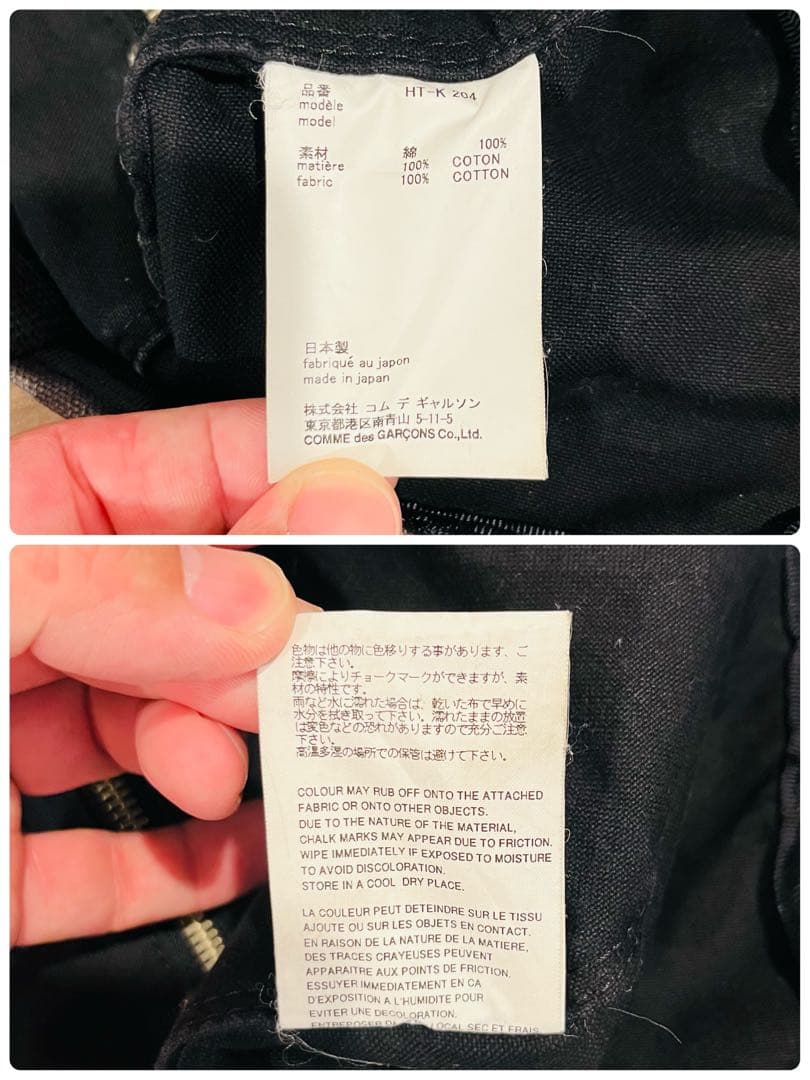 品番 HT-K 204
modèle
model
素材 綿 100%
matière 100% COTON
fabric 100% COTTON
日本製
fabriqué au japon
made in japan
株式会社 コム デ ギャルソン
東京都港区南青山 5-11-5
COMME des GARÇONS Co.,Ltd.
色物は他の物に色移りする事があります、ご
注意下さい。
摩擦によりチョークマークができますが、素
材の特性です。
雨など水に濡れた場合は、乾いた布で早めに
水分を拭き取って下さい。濡れたままの放置
は変色などの恐れがありますので充分ご注意
下さい。
高温多湿の場所での保管は避けて下さい。
COLOUR MAY RUB OFF ONTO THE ATTACHED
FABRIC OR ONTO OTHER OBJECTS.
DUE TO THE NATURE OF THE MATERIAL,
CHALK MARKS MAY APPEAR DUE TO FRICTION.
WIPE IMMEDIATELY IF EXPOSED TO MOISTURE
TO AVOID DISCOLORATION.
STORE IN A COOL DRY PLACE.
LA COULEUR PEUT DETEINDRE SUR LE TISSU
AJOUTE OU SUR LES OBJETS EN CONTACT.
EN RAISON DE LA NATURE DE LA MATIERE,
DES TRACES CRAYEUSES PEUVENT
APPARAITRE AUX POINTS DE FRICTION.
ESSUYER IMMEDIATEMENT EN CA
D'EXPOSITION A L'HUMIDITE POUR
EVITER UNE DECOLORATION.
ENTREPOSER LOCAL SEC ET FRAIS.